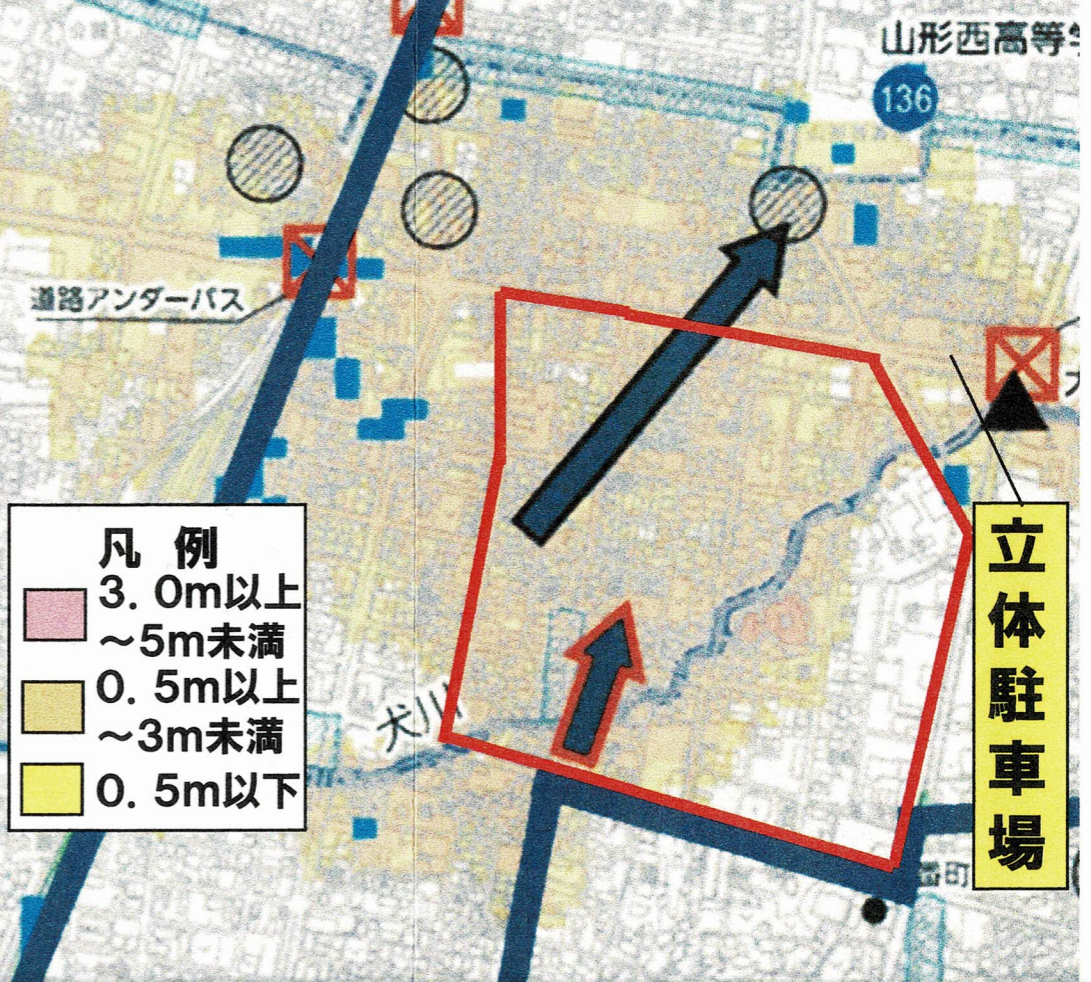 山形西高等
136
道路アンダーパス
凡 例
3. 0m以上
～5m未満
0. 5m以上
～3m未満
0. 5m以下
犬川
立体駐車場
番町